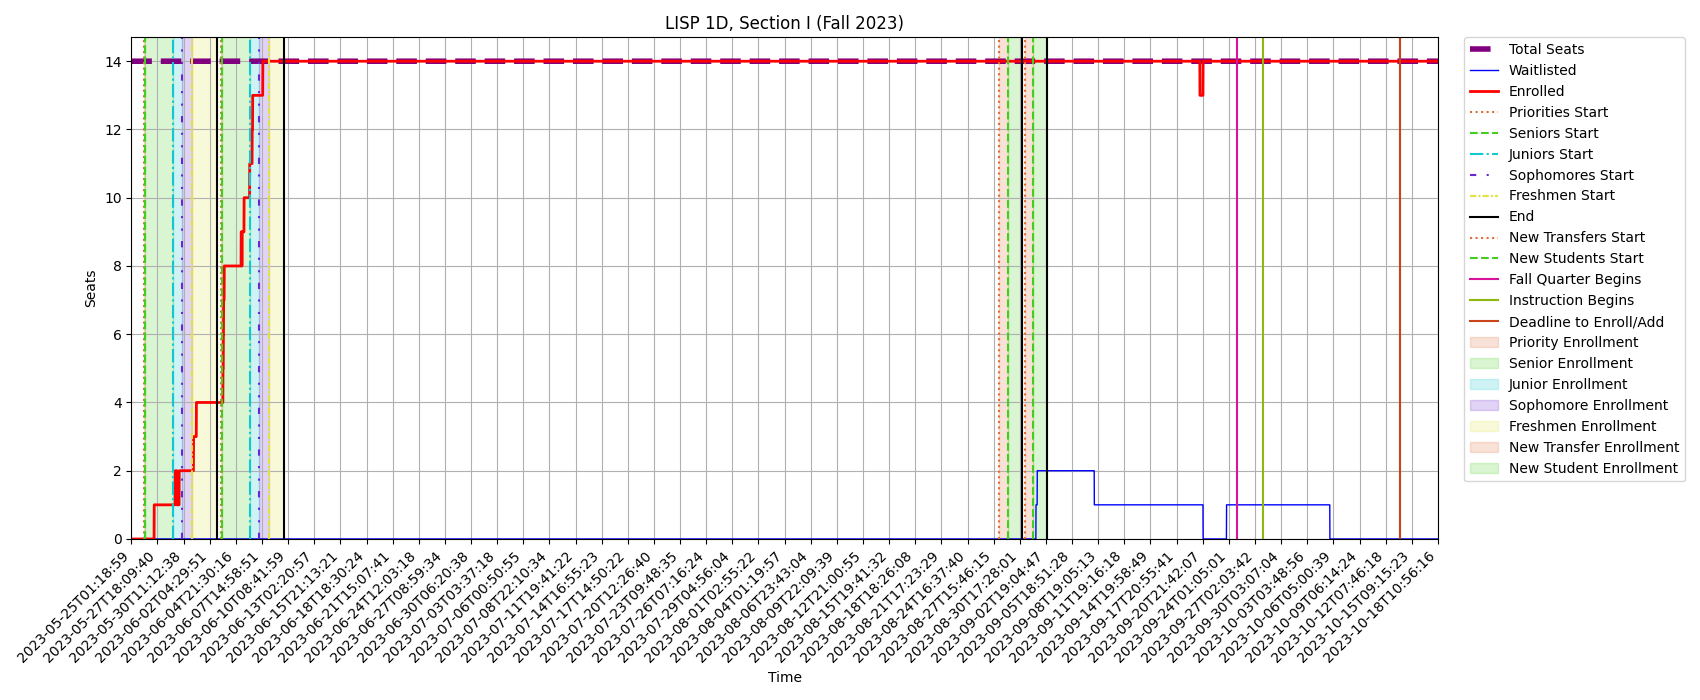 LISP 1D, Section I (Fall 2023)
Seats
14
12
10
8
6
4
2
0
2023-05-25T01:18:59
2023-05-27T18:09:40
2023-05-30T11:12:38
2023-06-02T04:29:51
2023-06-04T21:30:16
2023-06-07T14:58:51
2023-06-10T08:41:59
2023-06-13T02:20:57
2023-06-15T21:13:21
2023-06-18T18:30:24
2023-06-21T15:07:41
2023-06-24T12:03:18
2023-06-27T08:59:34
2023-06-30T06:20:38
2023-07-03T03:37:18
2023-07-06T00:50:55
2023-07-08T22:10:34
2023-07-11T19:41:22
2023-07-14T16:55:23
2023-07-17T14:50:22
2023-07-20T12:26:40
2023-07-23T09:48:35
2023-07-26T07:16:24
2023-07-29T04:56:04
2023-08-01T02:55:22
2023-08-04T01:19:57
2023-08-06T23:43:04
2023-08-09T22:09:39
2023-08-12T21:00:55
2023-08-15T19:41:32
2023-08-18T18:26:08
2023-08-21T17:23:29
2023-08-24T16:37:40
2023-08-27T15:46:15
2023-08-30T17:28:01
2023-09-02T19:04:47
2023-09-05T18:51:28
2023-09-08T19:05:13
2023-09-11T19:16:18
2023-09-14T19:58:49
2023-09-17T20:55:41
2023-09-20T21:42:07
2023-09-24T01:05:01
2023-09-27T02:03:42
2023-09-30T03:07:04
2023-10-03T03:48:56
2023-10-06T05:00:39
2023-10-09T06:14:24
2023-10-12T07:46:18
2023-10-15T09:15:23
2023-10-18T10:56:16
Time
Total Seats
Waitlisted
Enrolled
Priorities Start
Seniors Start
Juniors Start
Sophomores Start
Freshmen Start
End
New Transfers Start
New Students Start
Fall Quarter Begins
Instruction Begins
Deadline to Enroll/Add
Priority Enrollment
Senior Enrollment
Junior Enrollment
Sophomore Enrollment
Freshmen Enrollment
New Transfer Enrollment
New Student Enrollment